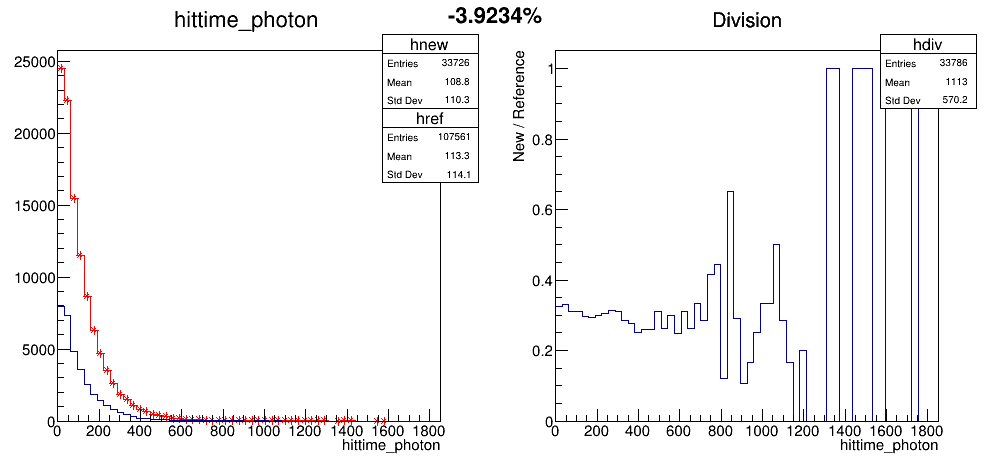 -3.9234%
hittime_photon
hnew
Entries 33726
Mean 108.8
Std Dev 110.3
href
Entries 107561
Mean 113.3
Std Dev 114.1
25000
20000
15000
10000
5000
0
0 200 400 600 800 1000 1200 1400 1600 1800
hittime_photon
Division
hdiv
Entries 33786
Mean 1113
Std Dev 570.2
New / Reference
1
0.8
0.6
0.4
0.2
0
0 200 400 600 800 1000 1200 1400 1600 1800
hittime_photon